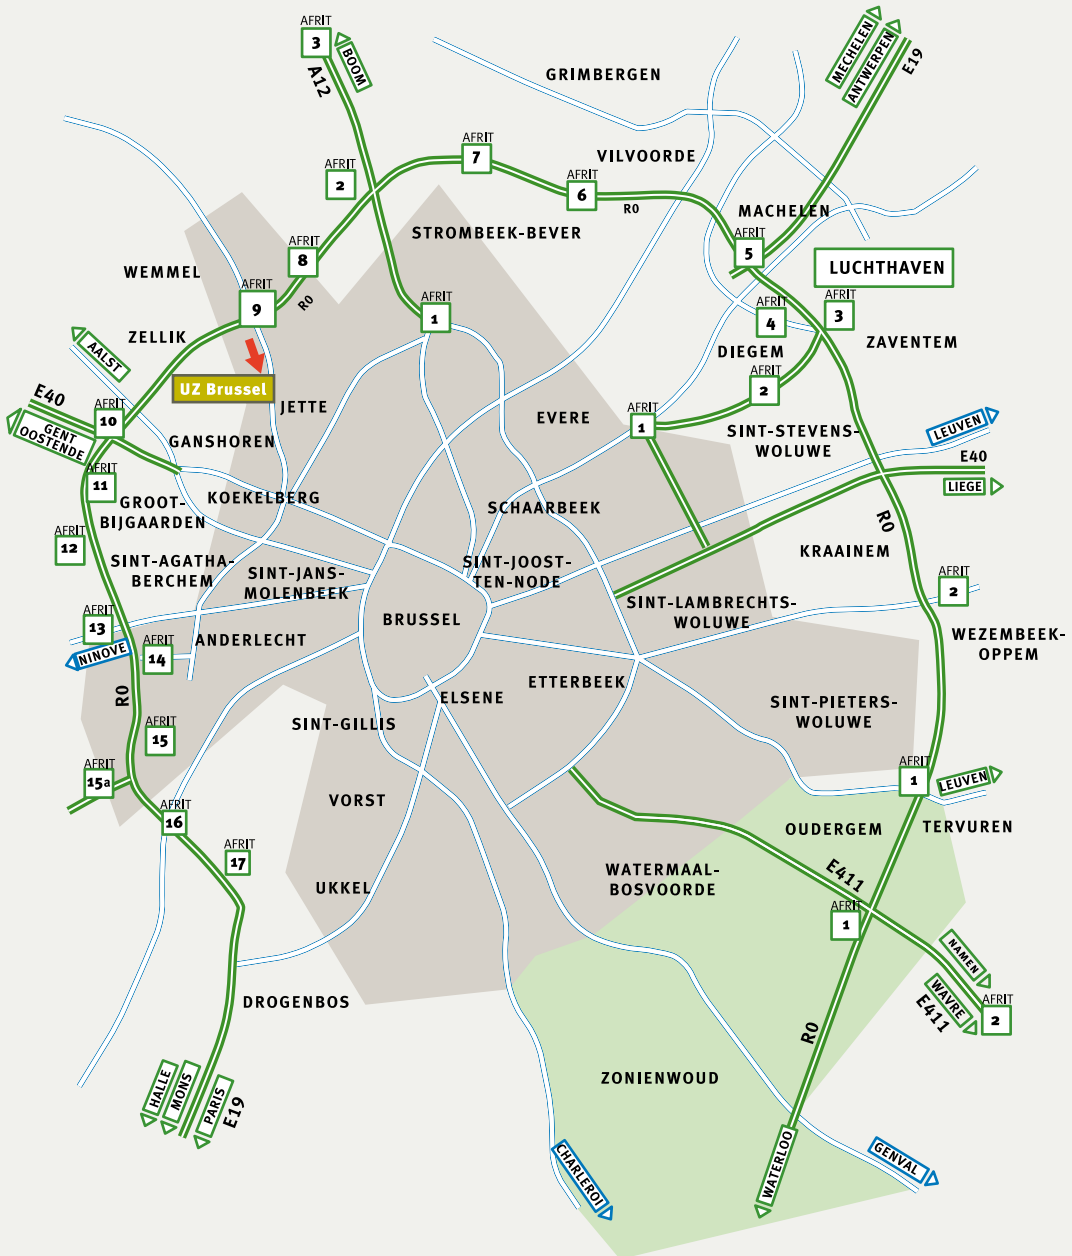 AFRIT
3
BOOM
A12
MECHELEN
ANTWERPEN
E19
GRIMBERGEN
AFRIT
7
VILVOORDE
AFRIT
2
AFRIT
6
R0
MACHELEN
STROMBEEK-BEVER
AFRIT
5
AFRIT
8
LUCHTHAVEN
WEMMEL
AFRIT
9
R0
AFRIT
1
AFRIT
4
AFRIT
3
ZELLIK
ZAVENTEM
AALST
DIEGEM
UZ Brussel
AFRIT
2
E40
JETTE
AFRIT
10
EVERE
AFRIT
1
GENT
OOSTENDE
GANSHOREN
SINT-STEVENS-
WOLUWE
LEUVEN
E40
AFRIT
11
LIEGE
GROOT-
BIJGAARDEN
KOEKELBERG
SCHAARBEEK
R0
AFRIT
12
KRAAINEM
SINT-AGATHA-
BERCHEM
SINT-JANS-
MOLENBEEK
SINT-JOOST-
TEN-NODE
AFRIT
2
SINT-LAMBRECHTS-
WOLUWE
AFRIT
13
BRUSSEL
NINOVE
AFRIT
14
ANDERLECHT
WEZEMBEEK-
OPPEM
R0
ETTERBEEK
ELSENE
SINT-PIETERS-
WOLUWE
SINT-GILLIS
AFRIT
15
AFRIT
15a
AFRIT
1
LEUVEN
VORST
AFRIT
16
OUDERGEM
TERVUREN
AFRIT
17
WATERMAAL-
BOSVOORDE
E411
UKKEL
AFRIT
1
NAMEN
WAVRE
E411
AFRIT
2
DROGENBOS
R0
ZONIENWOUD
HALLE
MONS
PARIS
E19
CHARLEROI
WATERLOO
GENVAL